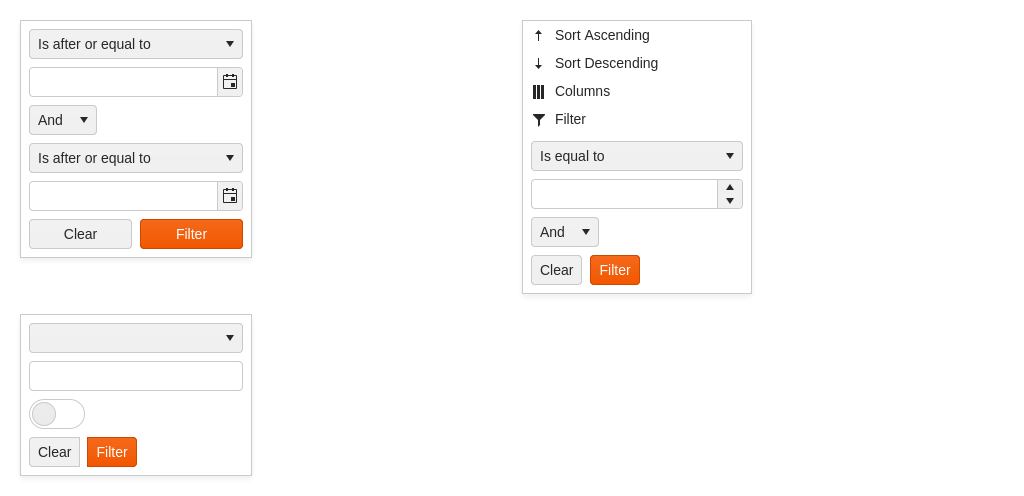 Is after or equal to
And
Is after or equal to
Clear Filter
Sort Ascending
Sort Descending
Columns
Filter
Is equal to
And
Clear Filter
Clear Filter